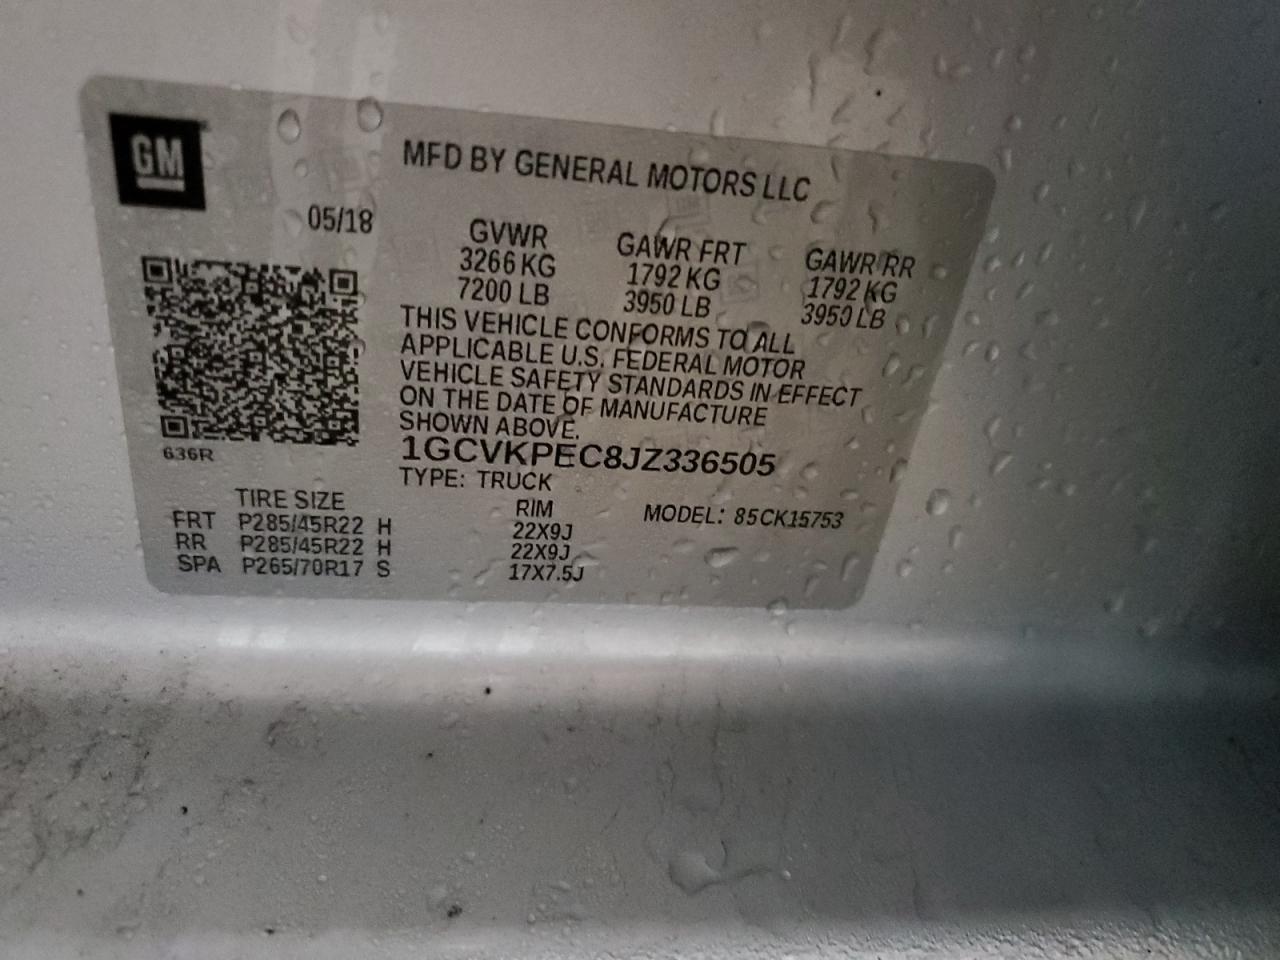 GM
MFD BY GENERAL MOTORS LLC
05/18
GVWR GAWR FRT GAWR RR
3266 KG 1792 KG 1792 KG
7200 LB 3950 LB 3950 LB
THIS VEHICLE CONFORMS TO ALL
APPLICABLE U.S. FEDERAL MOTOR
VEHICLE SAFETY STANDARDS IN EFFECT
ON THE DATE OF MANUFACTURE
SHOWN ABOVE.
636R
1GCVKPEC8JZ336505
TYPE: TRUCK
TIRE SIZE RIM MODEL: 85CK15753
FRT P285/45R22 H 22X9J
RR P285/45R22 H 22X9J
SPA P265/70R17 S 17X7.5J